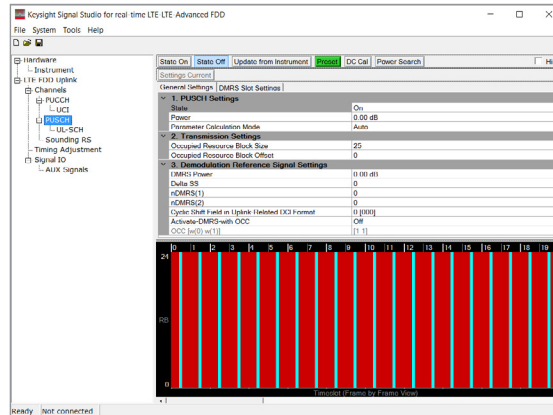 Keysight Signal Studio for real-time LTE LTE-Advanced FDD
File System Tools Help
Hardware
Instrument
LTE FDD Uplink
Channels
PUCCH
UCI
PUSCH
UL-SCH
Sounding RS
Timing Adjustment
Signal IO
AUX Signals
State On State Off Update from Instrument Preset DC Cal Power Search Hi
Settings Current
General Settings DMRS Slot Settings
1. PUSCH Settings
State On
Power 0.00 dB
Parameter Calculation Mode Auto
2. Transmission Settings
Occupied Resource Block Size 25
Occupied Resource Block Offset 0
3. Demodulation Reference Signal Settings
DMRS Power 0.00 dB
Delta SS 0
nDMRS(1) 0
nDMRS(2) 0
Cyclic Shift Field in Uplink-Related DCI Format 0 [000]
Activate-DMRS-with OCC Off
OCC [w(0) w(1)] [1 1]
0 1 2 3 4 5 6 7 8 9 10 11 12 13 14 15 16 17 18 19
24
RB
0
Timeslot (Frame by Frame View)
Ready Not connected